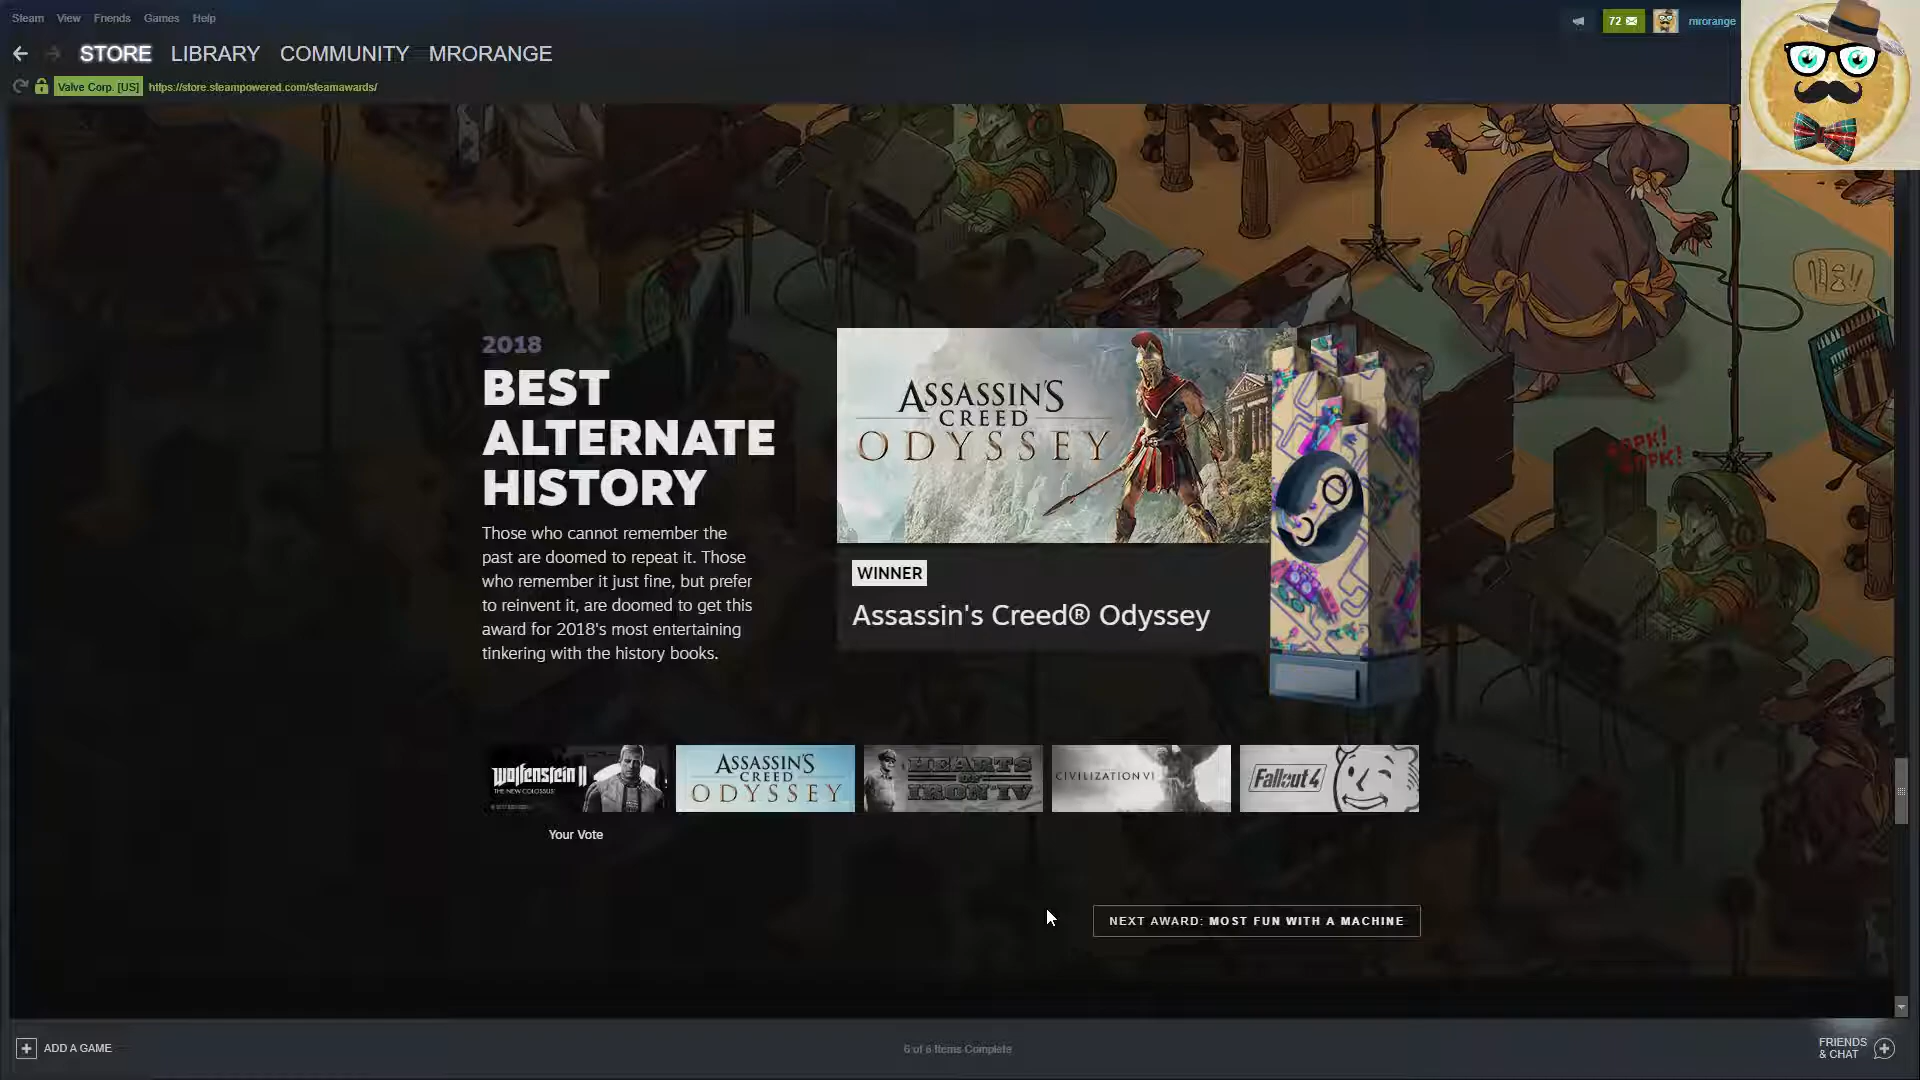 Steam View Friends Games Help
72
mrorange
STORE LIBRARY COMMUNITY MRORANGE
Valve Corp. [US] https://store.steampowered.com/steamawards/
2018
BEST
ALTERNATE
HISTORY
Those who cannot remember the
past are doomed to repeat it. Those
who remember it just fine, but prefer
to reinvent it, are doomed to get this
award for 2018's most entertaining
tinkering with the history books.
ASSASSIN'S
CREED
ODYSSEY
WINNER
Assassin's Creed® Odyssey
Wolfenstein II
THE NEW COLOSSUS
ASSASSIN'S
CREED
ODYSSEY
HEARTS
OF
IRON IV
CIVILIZATION VI
Fallout 4
Your Vote
NEXT AWARD: MOST FUN WITH A MACHINE
ADD A GAME
6 of 6 Items Complete
FRIENDS
& CHAT